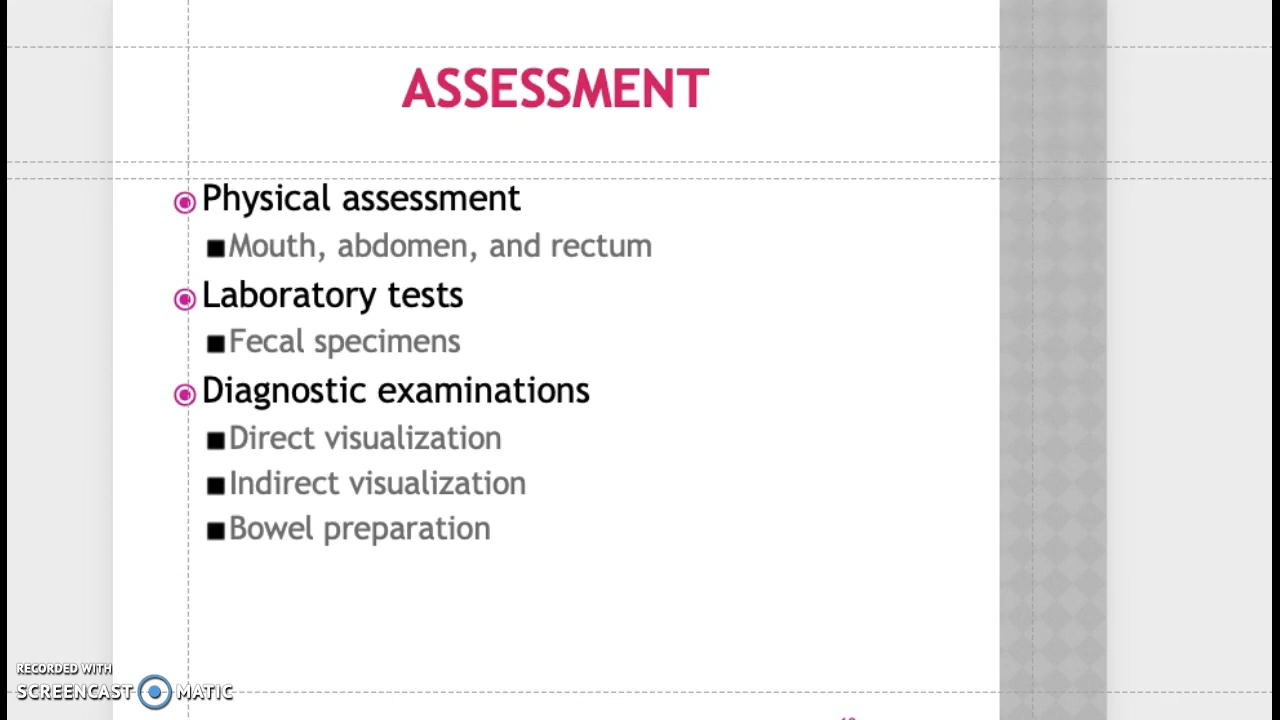 ASSESSMENT
Physical assessment
Mouth, abdomen, and rectum
Laboratory tests
Fecal specimens
Diagnostic examinations
Direct visualization
Indirect visualization
Bowel preparation
RECORDED WITH
SCREENCAST MATIC